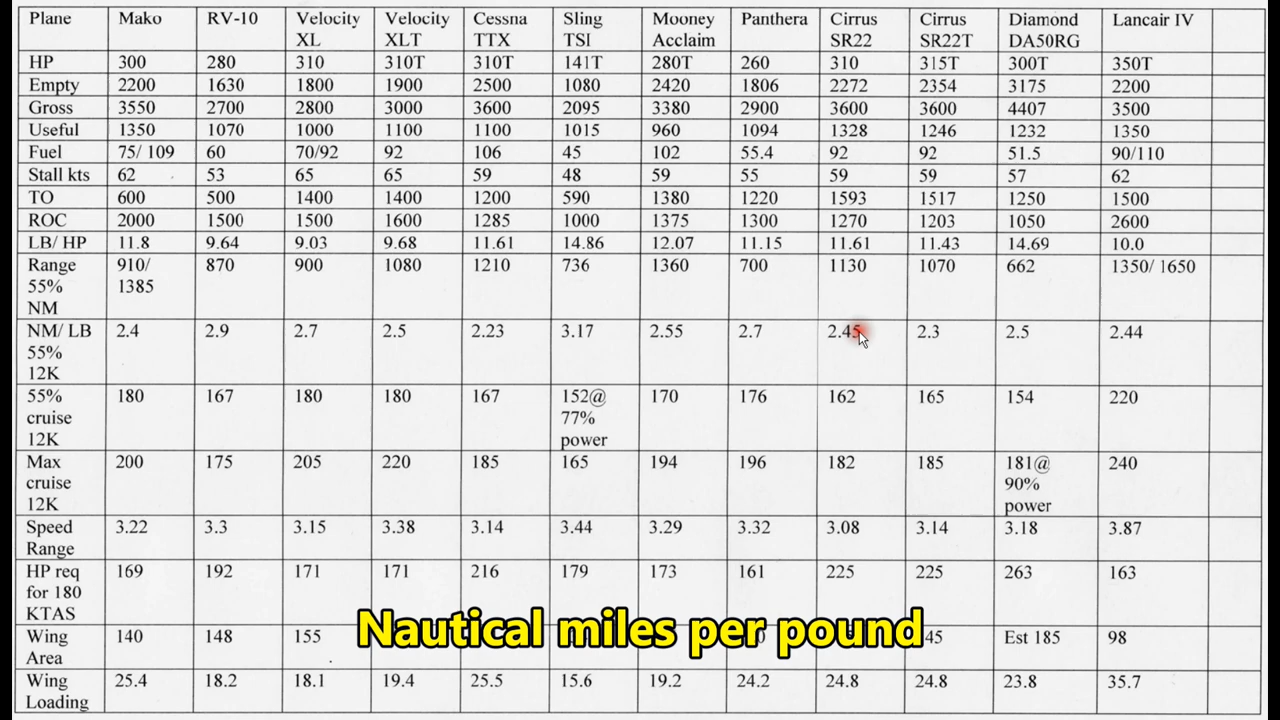 Plane Mako RV-10 Velocity XL Velocity XLT Cessna TTX Sling TSI Mooney Acclaim Panthera Cirrus SR22 Cirrus SR22T Diamond DA50RG Lancair IV
HP 300 280 310 310T 310T 141T 280T 260 310 315T 300T 350T
Empty 2200 1630 1800 1900 2500 1080 2420 1806 2272 2354 3175 2200
Gross 3550 2700 2800 3000 3600 2095 3380 2900 3600 3600 4407 3500
Useful 1350 1070 1000 1100 1100 1015 960 1094 1328 1246 1232 1350
Fuel 75/ 109 60 70/92 92 106 45 102 55.4 92 92 51.5 90/110
Stall kts 62 53 65 65 59 48 59 55 59 59 57 62
TO 600 500 1400 1400 1200 590 1380 1220 1593 1517 1250 1500
ROC 2000 1500 1500 1600 1285 1000 1375 1300 1270 1203 1050 2600
LB/ HP 11.8 9.64 9.03 9.68 11.61 14.86 12.07 11.15 11.61 11.43 14.69 10.0
Range 55% NM 910/ 1385 870 900 1080 1210 736 1360 700 1130 1070 662 1350/ 1650
NM/ LB 55% 12K 2.4 2.9 2.7 2.5 2.23 3.17 2.55 2.7 2.45 2.3 2.5 2.44
55% cruise 12K 180 167 180 180 167 152@ 77% power 170 176 162 165 154 220
Max cruise 12K 200 175 205 220 185 165 194 196 182 185 181@ 90% power 240
Speed Range 3.22 3.3 3.15 3.38 3.14 3.44 3.29 3.32 3.08 3.14 3.18 3.87
HP req for 180 KTAS 169 192 171 171 216 179 173 161 225 225 263 163
Nautical miles per pound
Wing Area 140 148 155 Est 185 98
Wing Loading 25.4 18.2 18.1 19.4 25.5 15.6 19.2 24.2 24.8 24.8 23.8 35.7